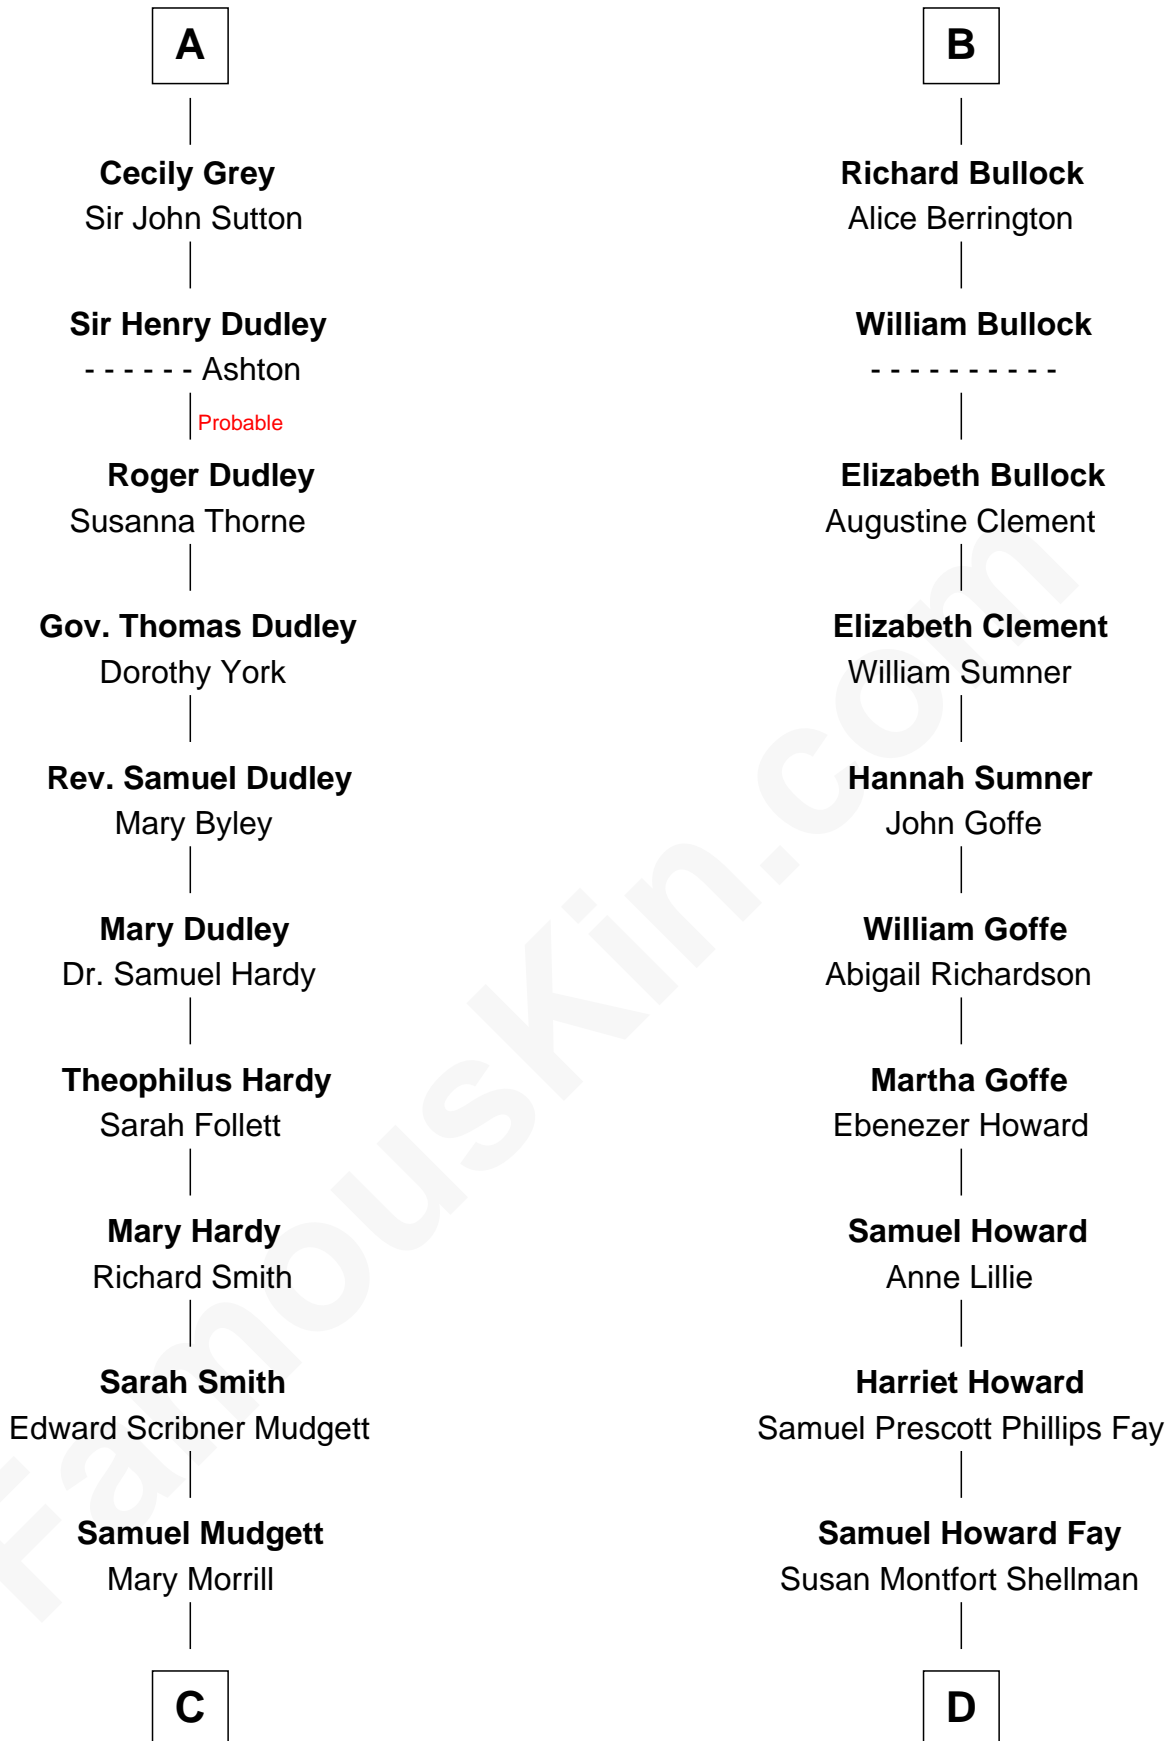 A
Cecily Grey
Sir John Sutton
Sir Henry Dudley
- - - - - - Ashton
Probable
Roger Dudley
Susanna Thorne
Gov. Thomas Dudley
Dorothy York
Rev. Samuel Dudley
Mary Byley
Mary Dudley
Dr. Samuel Hardy
Theophilus Hardy
Sarah Follett
Mary Hardy
Richard Smith
Sarah Smith
Edward Scribner Mudgett
Samuel Mudgett
Mary Morrill
C
B
Richard Bullock
Alice Berrington
William Bullock
- - - - - - - - - -
Elizabeth Bullock
Augustine Clement
Elizabeth Clement
William Sumner
Hannah Sumner
John Goffe
William Goffe
Abigail Richardson
Martha Goffe
Ebenezer Howard
Samuel Howard
Anne Lillie
Harriet Howard
Samuel Prescott Phillips Fay
Samuel Howard Fay
Susan Montfort Shellman
D
FamousKin.com